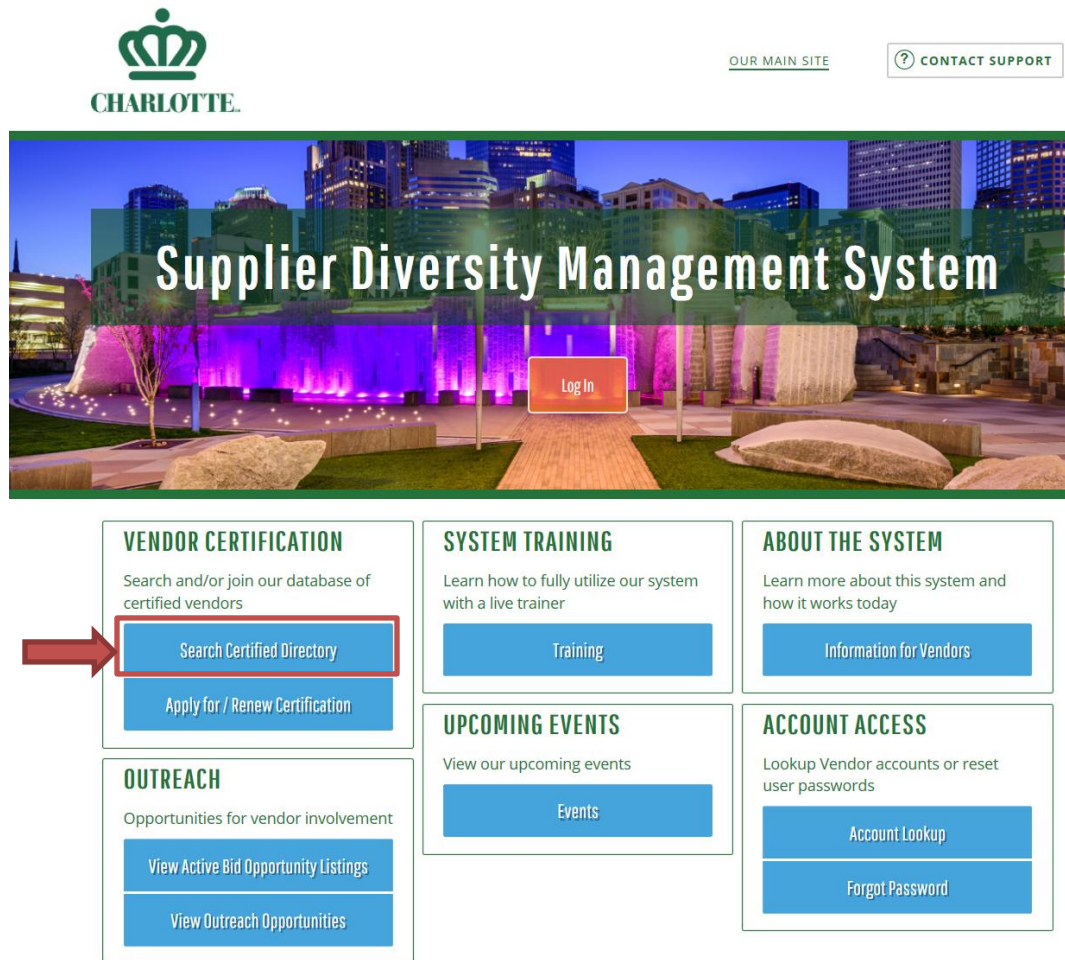 CHARLOTTE.
OUR MAIN SITE
? CONTACT SUPPORT
Supplier Diversity Management System
Log In
VENDOR CERTIFICATION
Search and/or join our database of
certified vendors
Search Certified Directory
Apply for / Renew Certification
OUTREACH
Opportunities for vendor involvement
View Active Bid Opportunity Listings
View Outreach Opportunities
SYSTEM TRAINING
Learn how to fully utilize our system
with a live trainer
Training
UPCOMING EVENTS
View our upcoming events
Events
ABOUT THE SYSTEM
Learn more about this system and
how it works today
Information for Vendors
ACCOUNT ACCESS
Lookup Vendor accounts or reset
user passwords
Account Lookup
Forgot Password